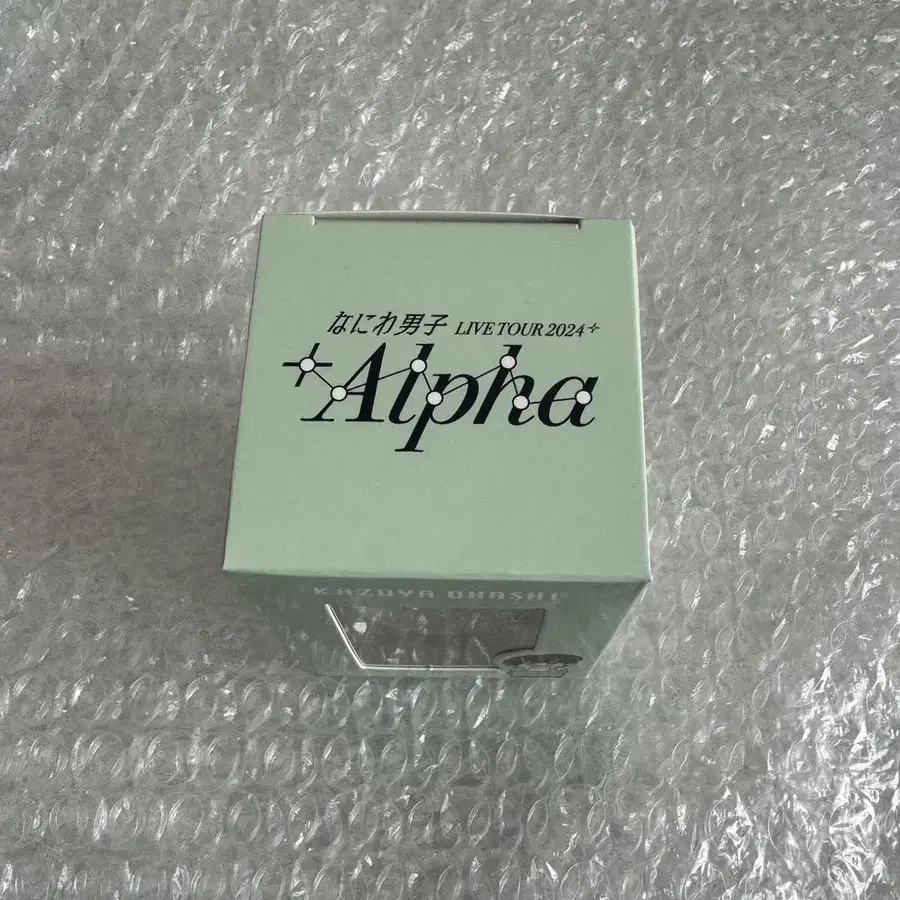 なにわ男子 LIVE TOUR 2024
+Alpha
KAZUYA OHASHI